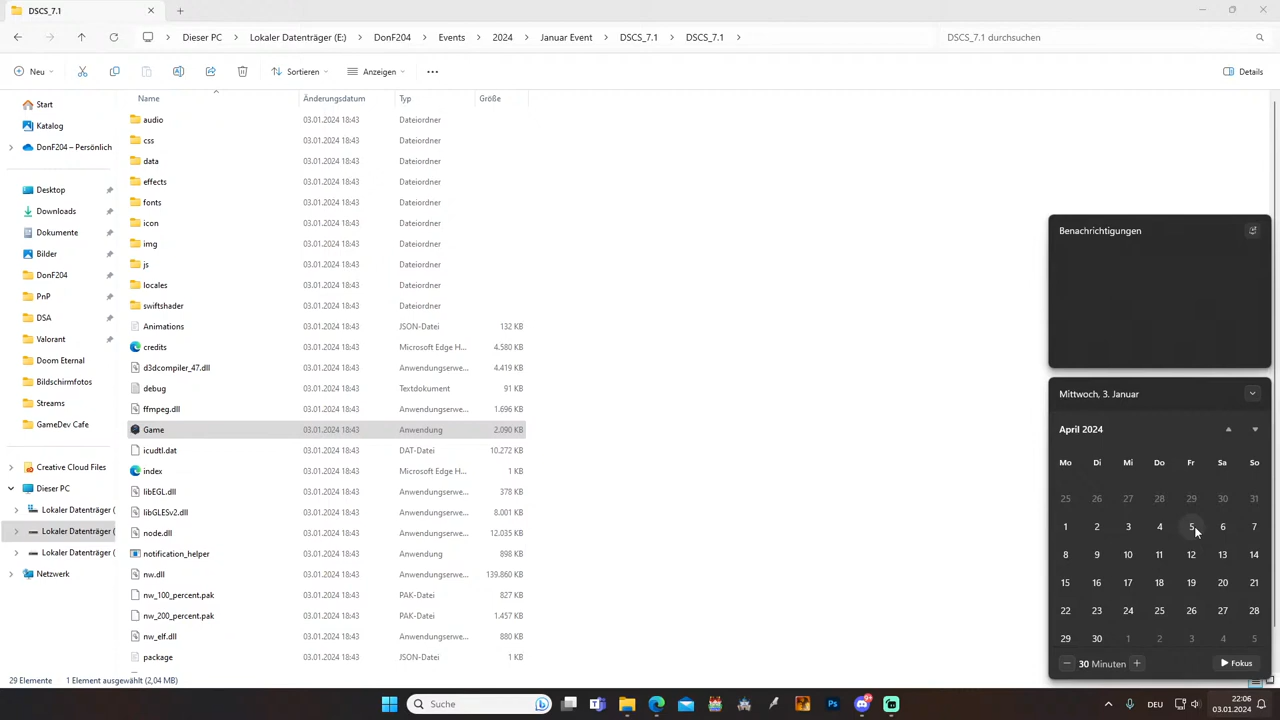 DSCS_7.1
Dieser PC > Lokaler Datenträger (E:) > DonF204 > Events > 2024 > Januar Event > DSCS_7.1 > DSCS_7.1 >
DSCS_7.1 durchsuchen
Neu
Sortieren
Anzeigen
Details
Name Änderungsdatum Typ Größe
Start
Katalog
DonF204 – Persönlich
Desktop
Downloads
Dokumente
Bilder
DonF204
PnP
DSA
Valorant
Doom Eternal
Bildschirmfotos
Streams
GameDev Cafe
Creative Cloud Files
Dieser PC
Lokaler Datenträger (
Lokaler Datenträger (
Lokaler Datenträger (
Netzwerk
audio 03.01.2024 18:43 Dateiordner
css 03.01.2024 18:43 Dateiordner
data 03.01.2024 18:43 Dateiordner
effects 03.01.2024 18:43 Dateiordner
fonts 03.01.2024 18:43 Dateiordner
icon 03.01.2024 18:43 Dateiordner
img 03.01.2024 18:43 Dateiordner
js 03.01.2024 18:43 Dateiordner
locales 03.01.2024 18:43 Dateiordner
swiftshader 03.01.2024 18:43 Dateiordner
Animations 03.01.2024 18:43 JSON-Datei 132 KB
credits 03.01.2024 18:43 Microsoft Edge H... 4.580 KB
d3dcompiler_47.dll 03.01.2024 18:43 Anwendungserwe... 4.419 KB
debug 03.01.2024 18:43 Textdokument 91 KB
ffmpeg.dll 03.01.2024 18:43 Anwendungserwe... 1.696 KB
Game 03.01.2024 18:43 Anwendung 2.090 KB
icudtl.dat 03.01.2024 18:43 DAT-Datei 10.272 KB
index 03.01.2024 18:43 Microsoft Edge H... 1 KB
libEGL.dll 03.01.2024 18:43 Anwendungserwe... 378 KB
libGLESv2.dll 03.01.2024 18:43 Anwendungserwe... 8.001 KB
node.dll 03.01.2024 18:43 Anwendungserwe... 12.035 KB
notification_helper 03.01.2024 18:43 Anwendung 898 KB
nw.dll 03.01.2024 18:43 Anwendungserwe... 139.860 KB
nw_100_percent.pak 03.01.2024 18:43 PAK-Datei 827 KB
nw_200_percent.pak 03.01.2024 18:43 PAK-Datei 1.457 KB
nw_elf.dll 03.01.2024 18:43 Anwendungserwe... 880 KB
package 03.01.2024 18:43 JSON-Datei 1 KB
29 Elemente 1 Element ausgewählt (2,04 MB)
Benachrichtigungen
Mittwoch, 3. Januar
April 2024
Mo Di Mi Do Fr Sa So
25 26 27 28 29 30 31
1 2 3 4 5 6 7
8 9 10 11 12 13 14
15 16 17 18 19 20 21
22 23 24 25 26 27 28
29 30 1 2 3 4 5
30 Minuten
Fokus
Suche
DEU
22:06
03.01.2024